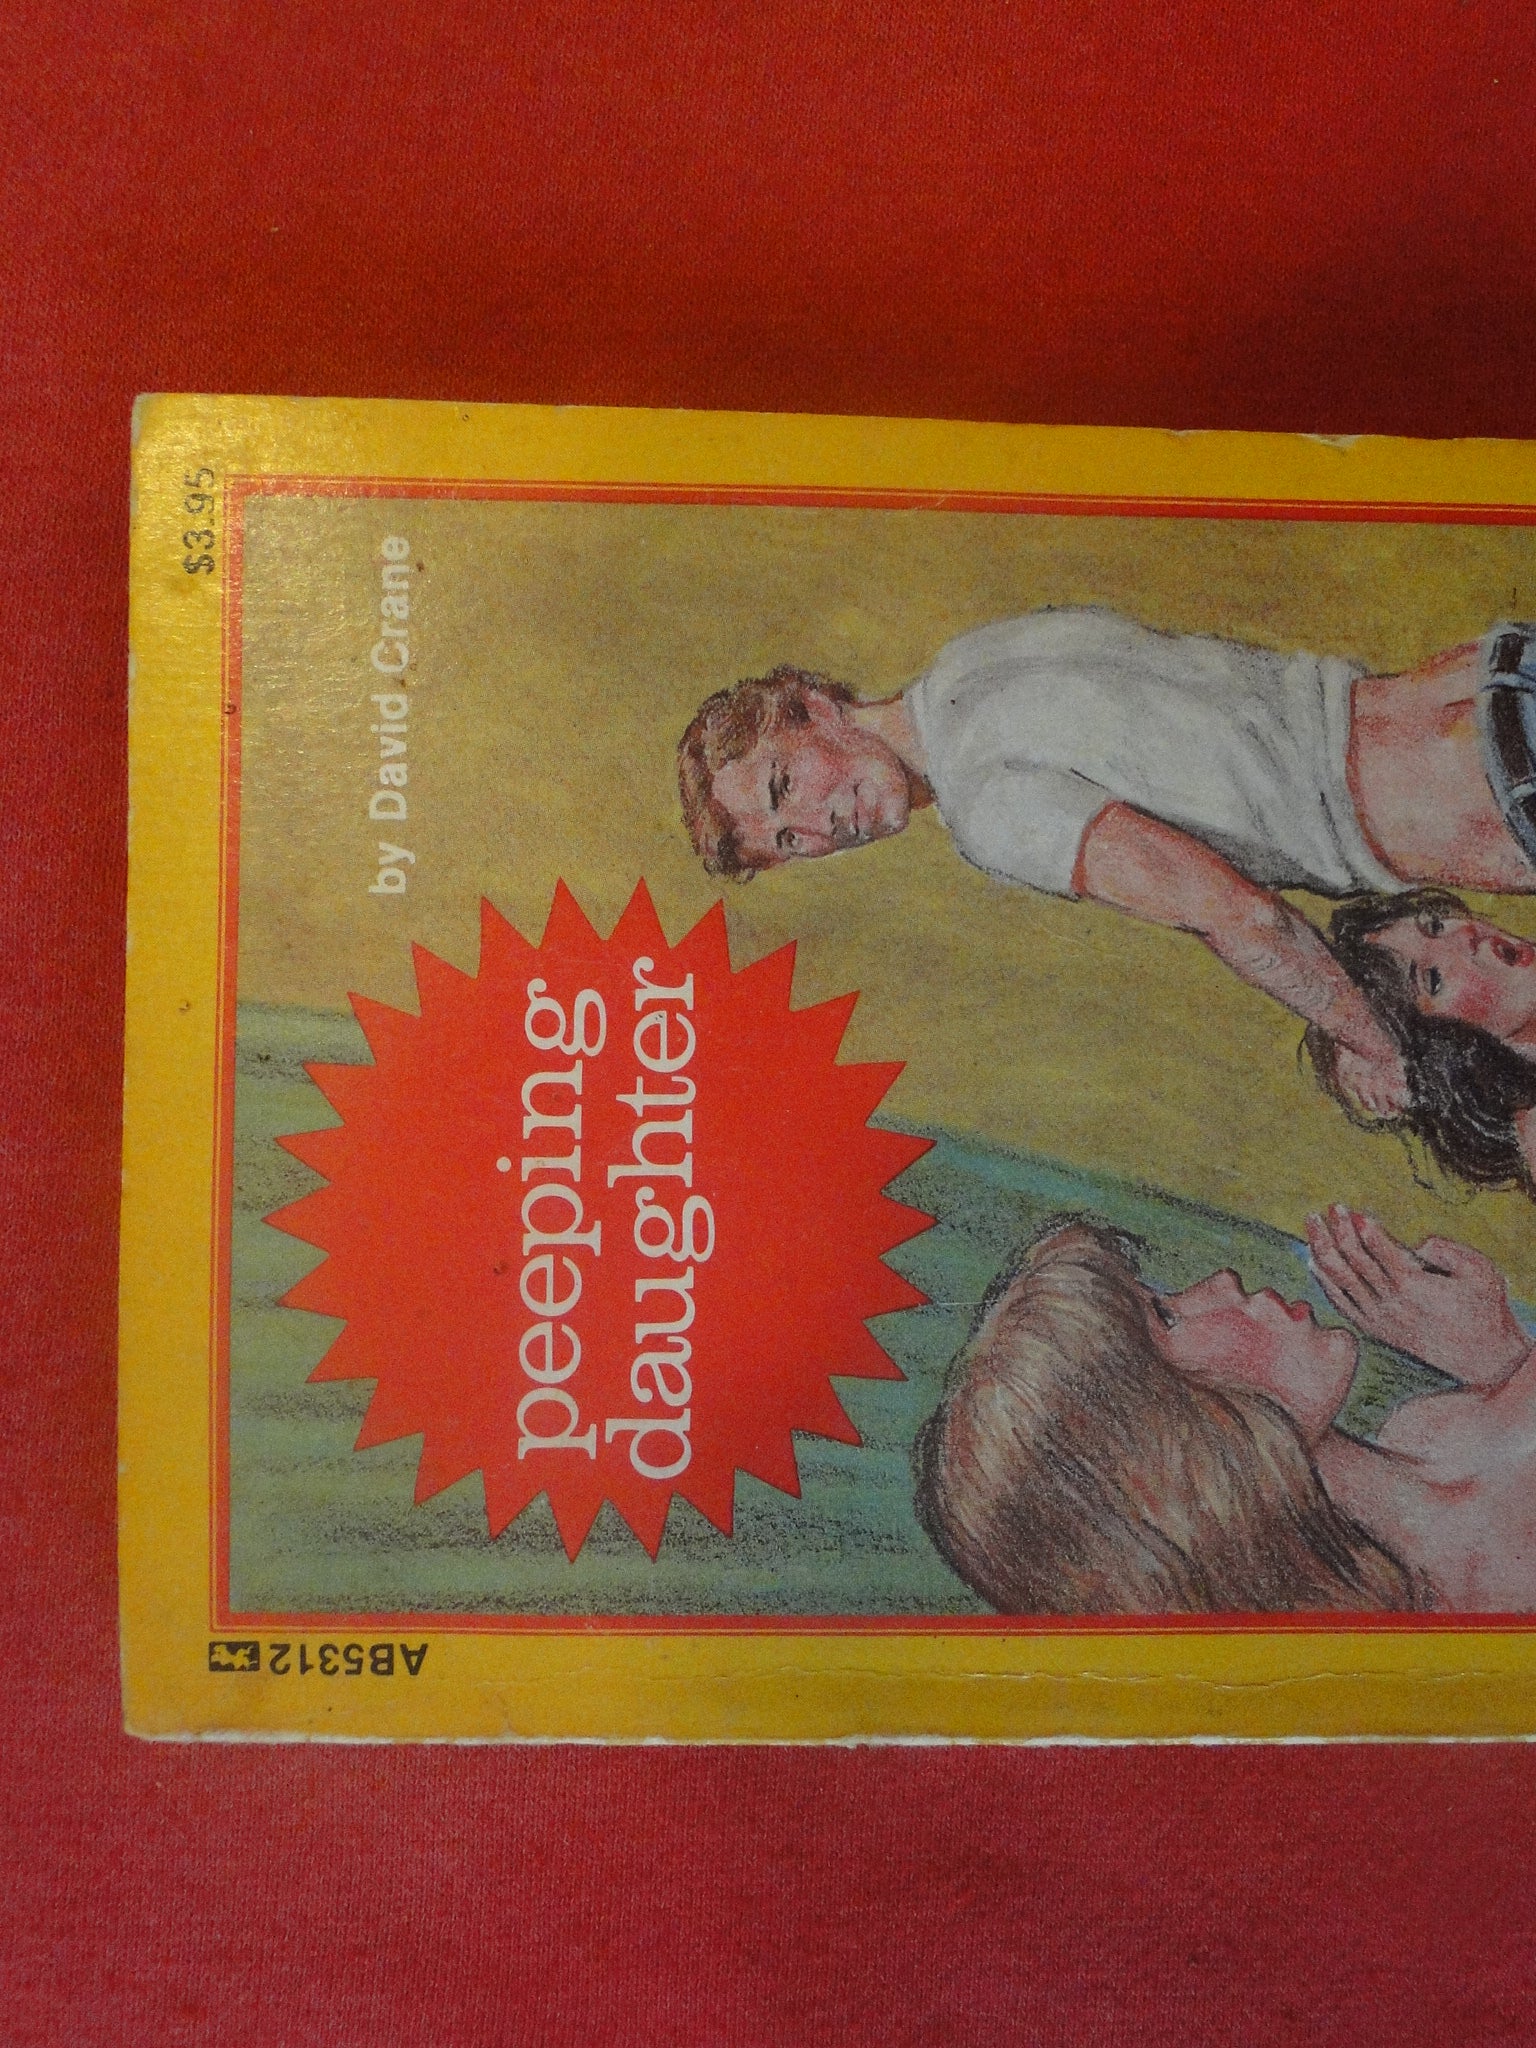 AB5312
$3.95
by David Crane
peeping
daughter